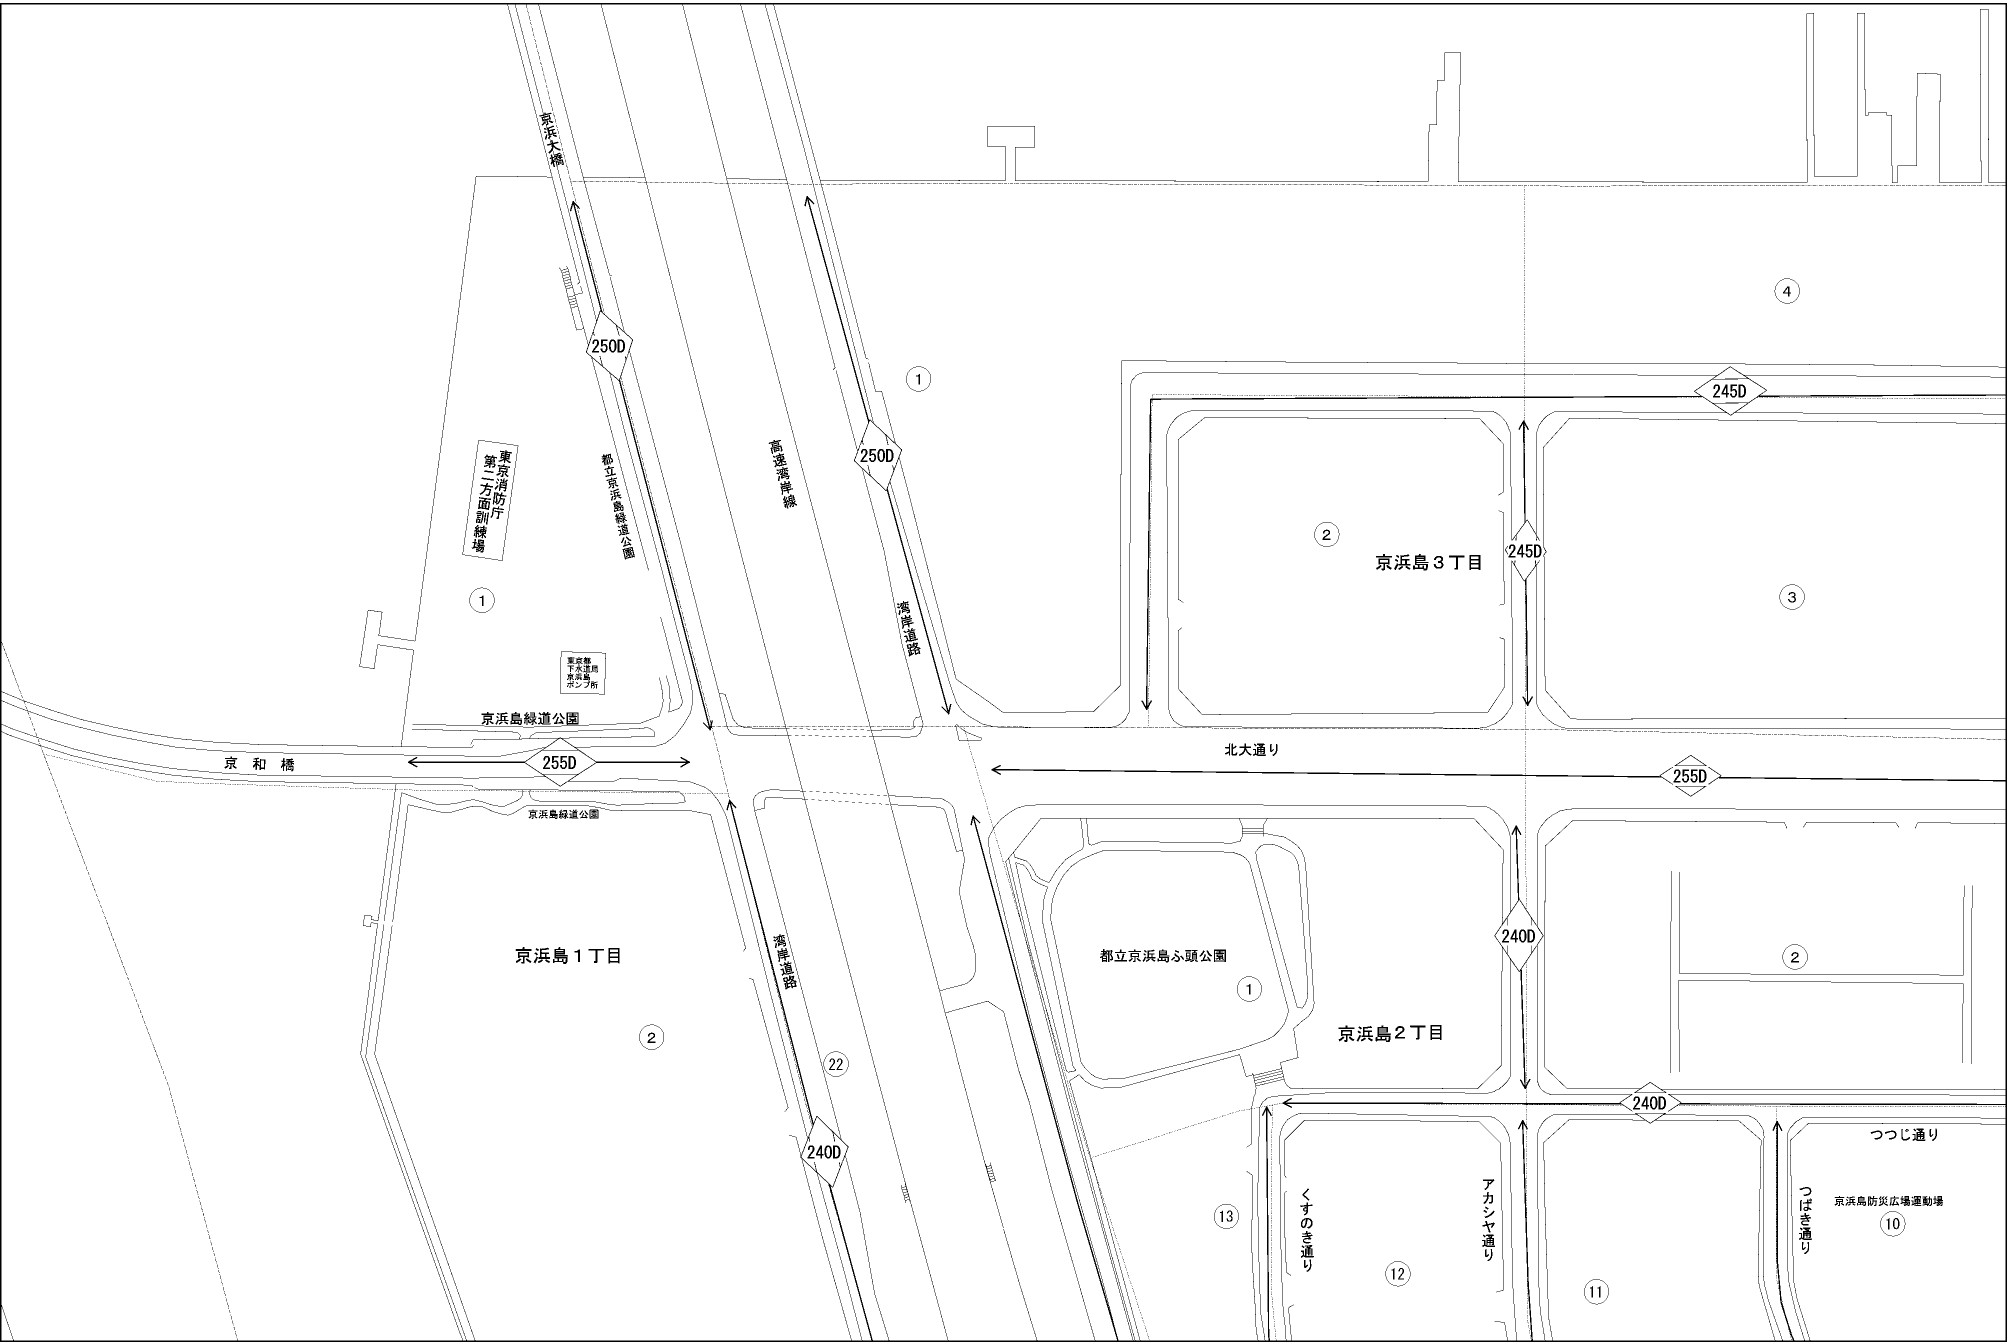 京浜大橋
4
250D
1
245D
250D
高速湾岸線
都立京浜島緑道公園
東京消防庁
第二方面訓練場
2
京浜島3丁目
245D
3
1
湾岸道路
東京都
下水道局
京浜島
ポンプ所
京浜島緑道公園
北大通り
京和橋
255D
255D
京浜島緑道公園
240D
京浜島1丁目
湾岸道路
都立京浜島ふ頭公園
2
1
京浜島2丁目
2
22
240D
つつじ通り
240D
くすのき通り
アカシヤ通り
つばき通り
京浜島防災広場運動場
10
13
12
11